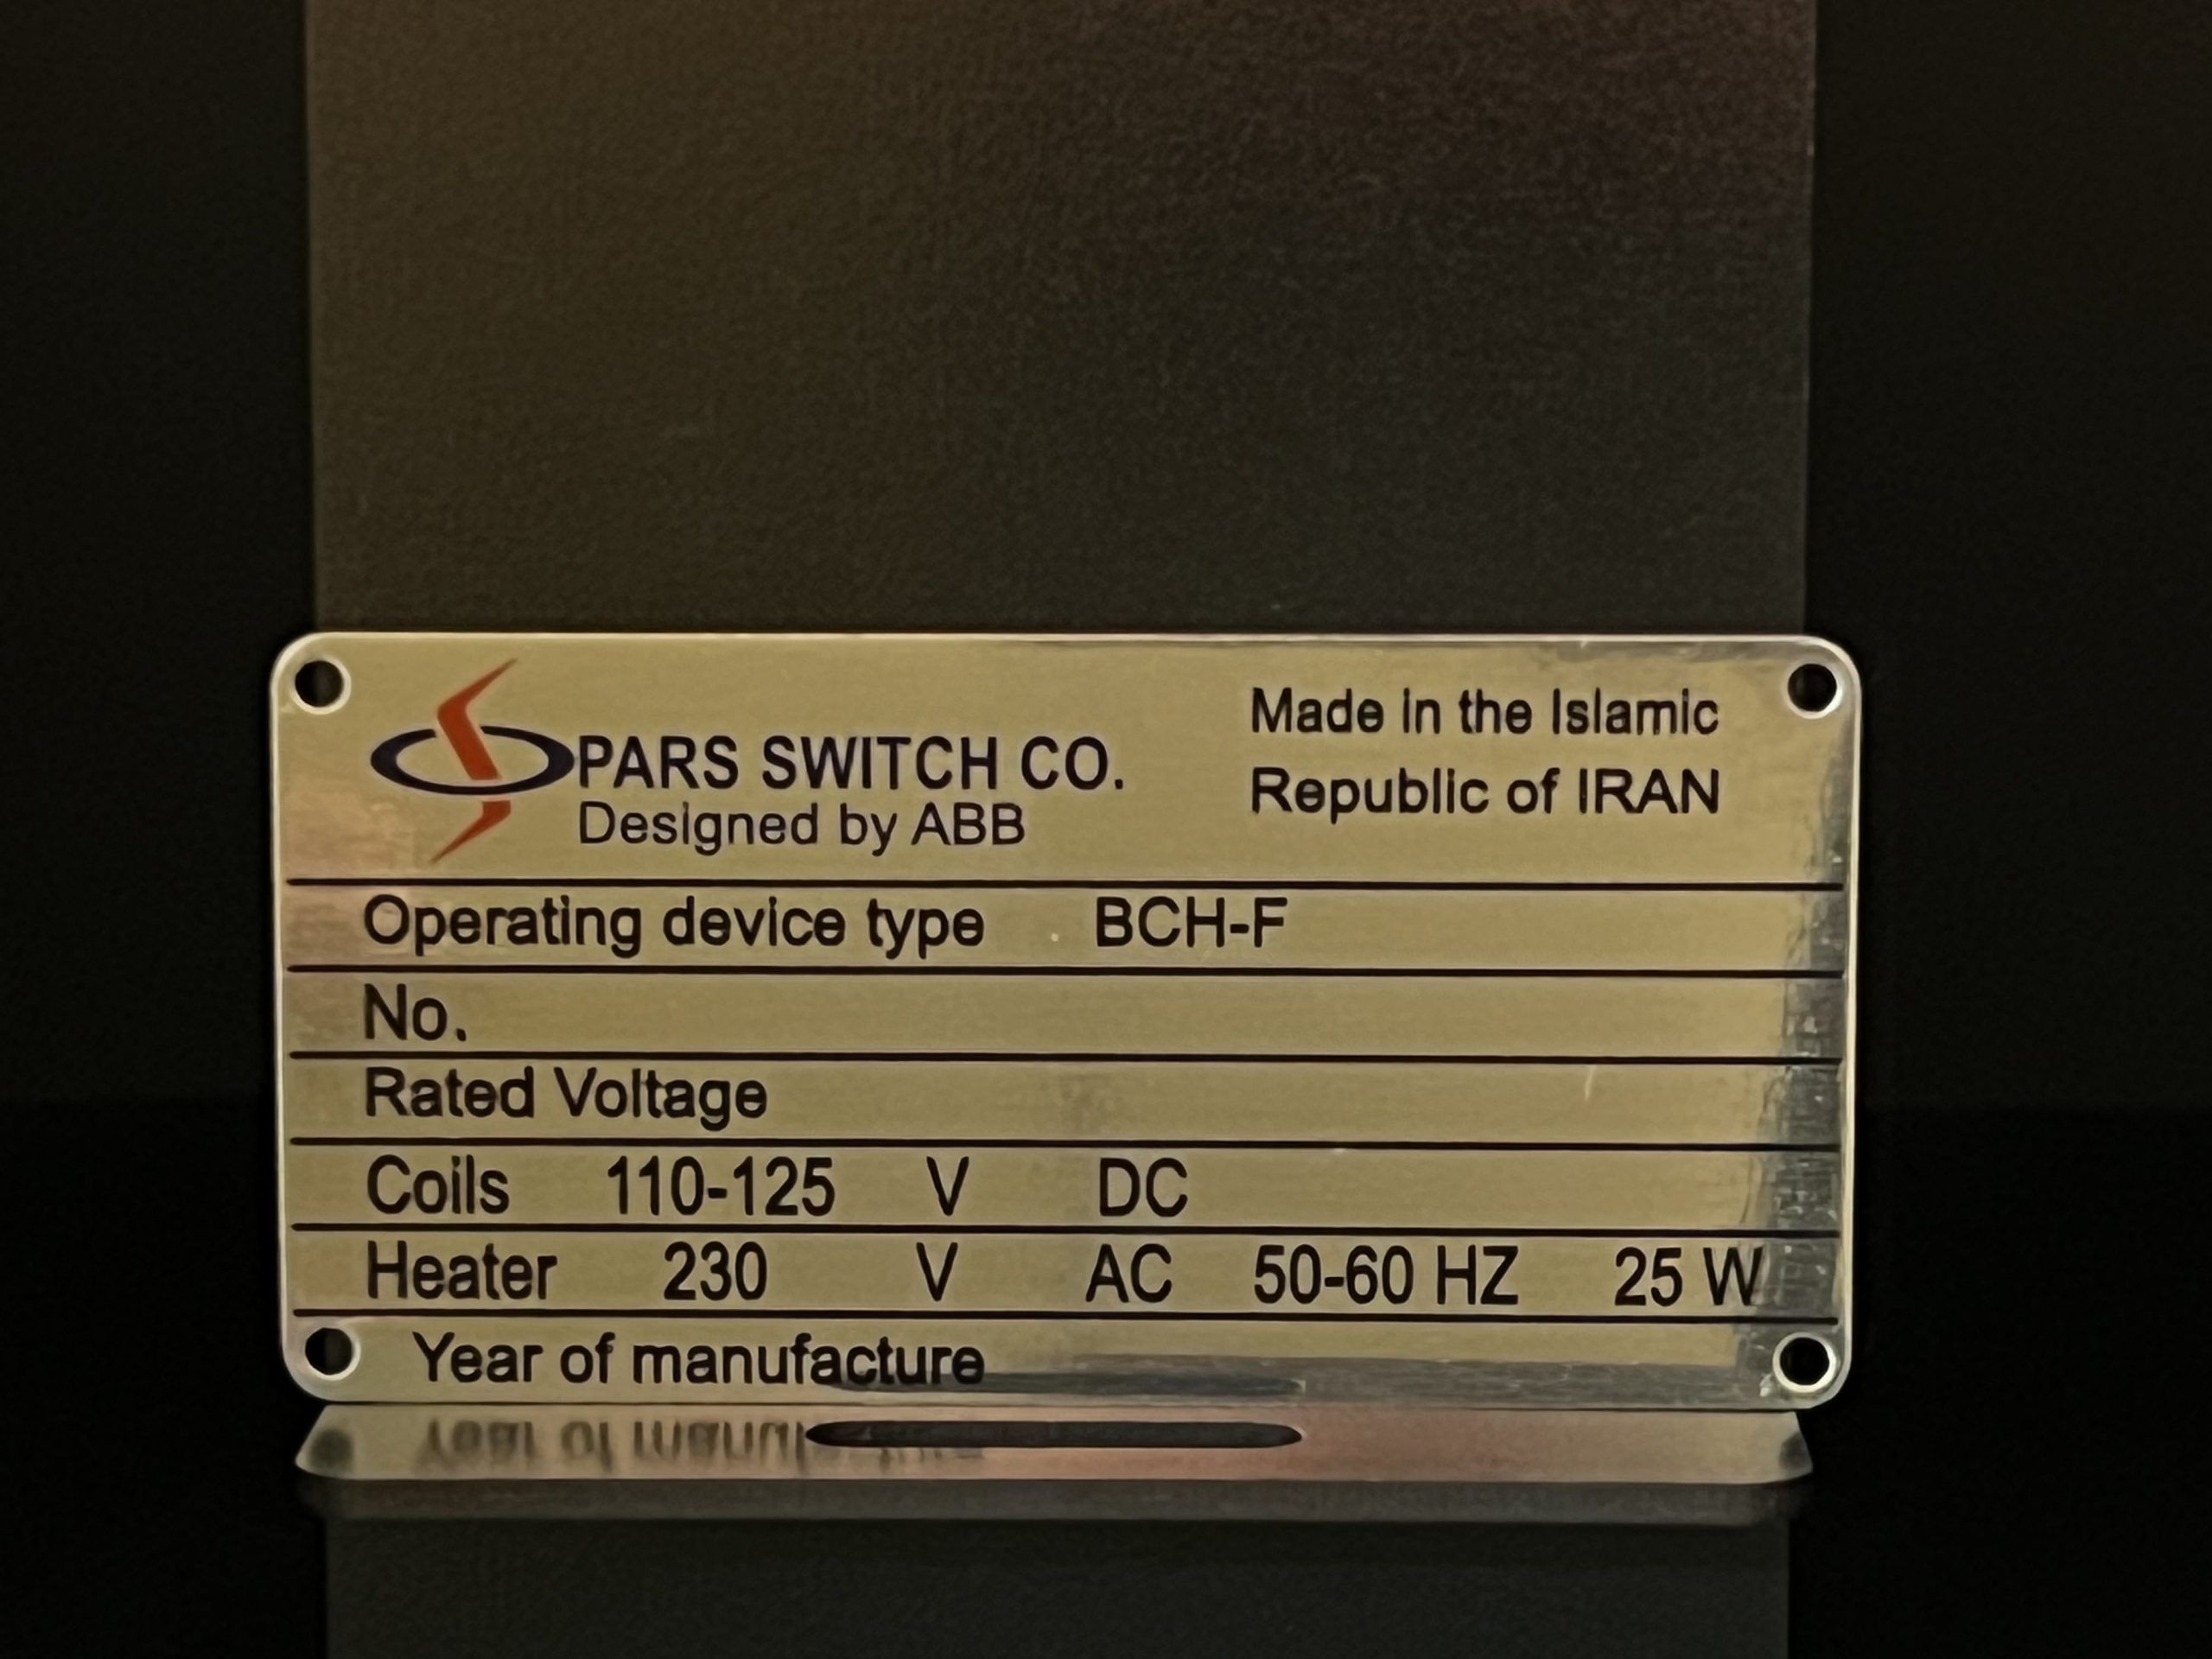 PARS SWITCH CO.
Designed by ABB
Made in the Islamic
Republic of IRAN
Operating device type BCH-F
No.
Rated Voltage
Coils 110-125 V DC
Heater 230 V AC 50-60 HZ 25 W
Year of manufacture